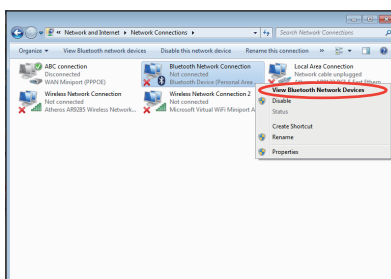 « Network and Internet ▸ Network Connections ▸
Search Network Connections
Organize ▾ View Bluetooth network devices Disable this network device Rename this connection »
ABC connection
Disconnected
WAN Miniport (PPPOE)
Bluetooth Network Connection
Not connected
Bluetooth Device (Personal Area...
Local Area Connection
Network cable unplugged
Wireless Network Connection
Not connected
Atheros AR9285 Wireless Network...
Wireless Network Connection 2
Not connected
Microsoft Virtual WiFi Miniport A
View Bluetooth Network Devices
Disable
Status
Create Shortcut
Rename
Properties